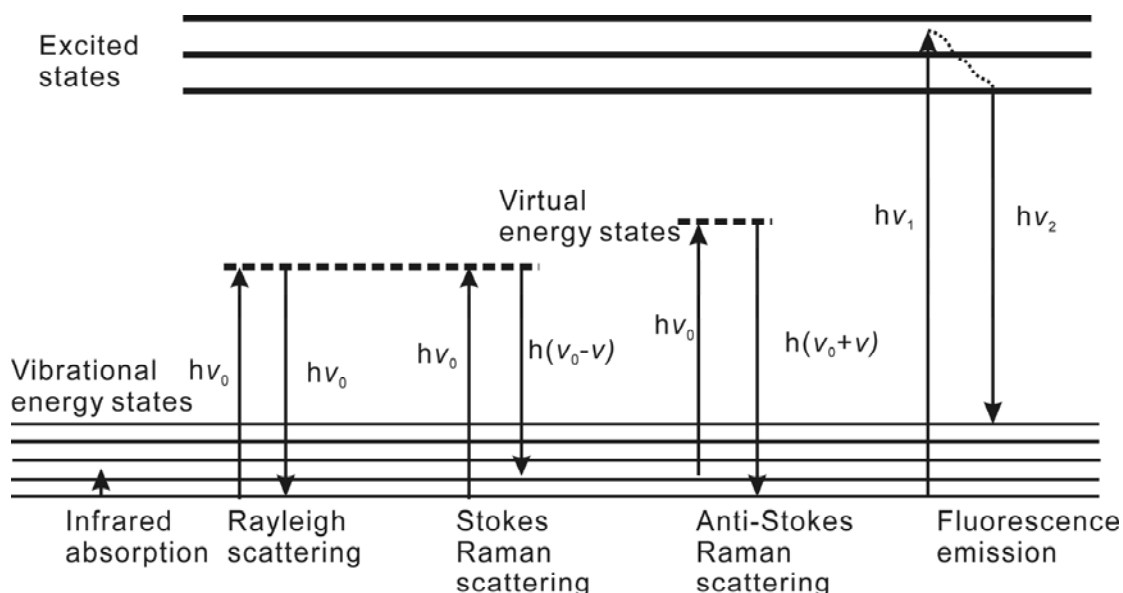 Excited
states
Virtual
energy states
hν₁
hν₂
hν₀
h(ν₀+ν)
Vibrational
energy states
hν₀
hν₀
hν₀
h(ν₀-ν)
Infrared
absorption
Rayleigh
scattering
Stokes
Raman
scattering
Anti-Stokes
Raman
scattering
Fluorescence
emission